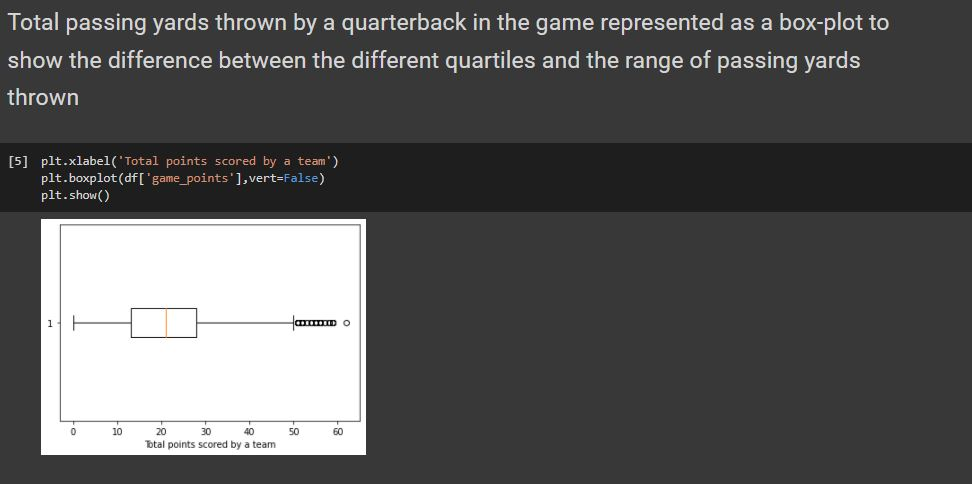 Total passing yards thrown by a quarterback in the game represented as a box-plot to
show the difference between the different quartiles and the range of passing yards
thrown
[5] plt.xlabel('Total points scored by a team')
plt.boxplot(df['game_points'],vert=False)
plt.show()
1
0 10 20 30 40 50 60
Total points scored by a team